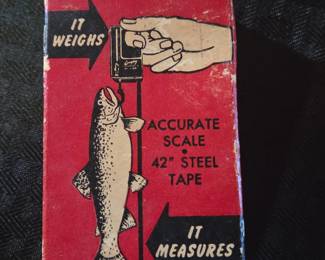 IT
WEIGHS
ACCURATE
SCALE
•
42" STEEL
TAPE
IT
MEASURES